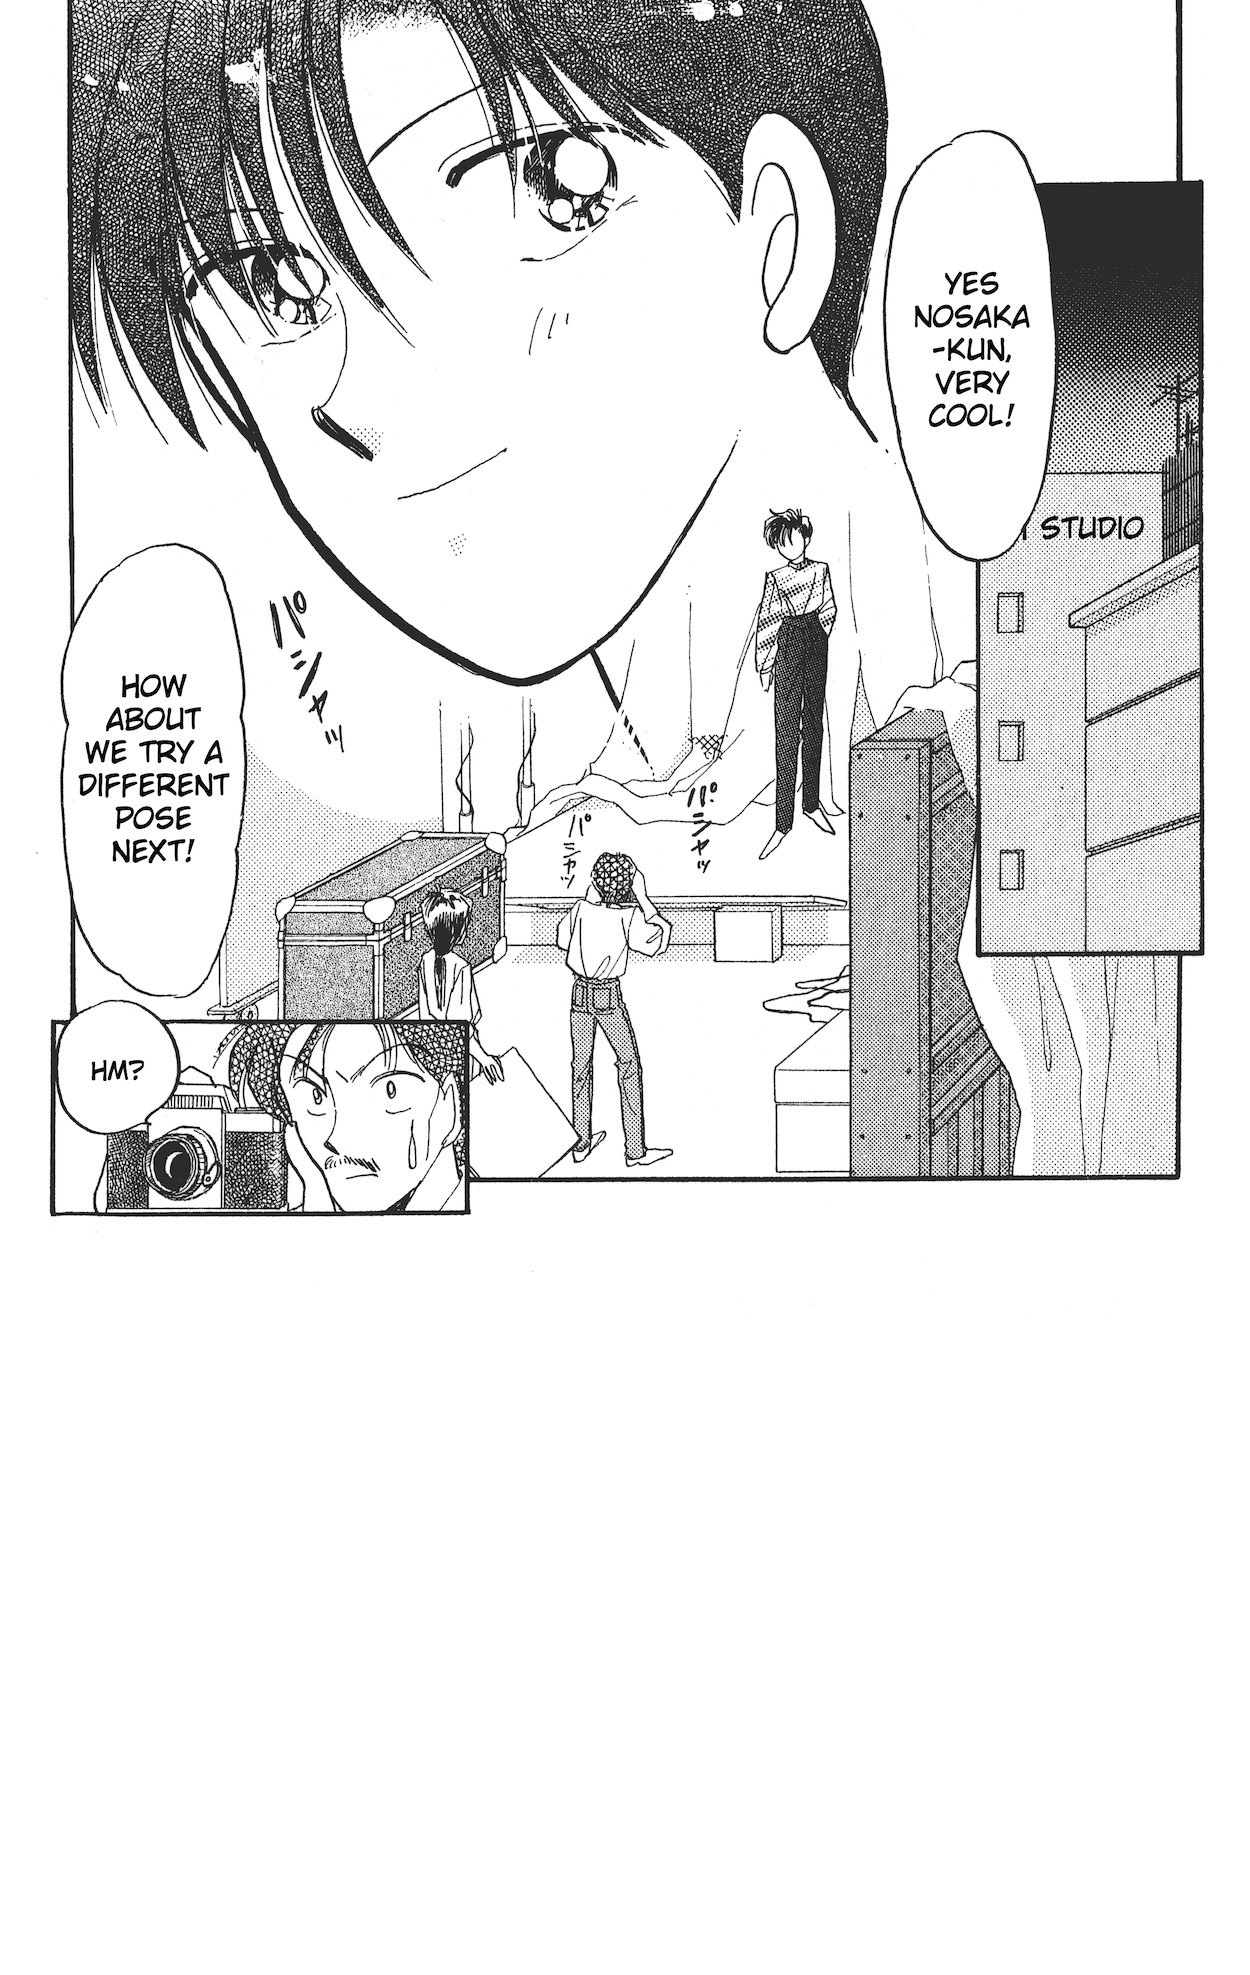 YES
NOSAKA
-KUN,
VERY
COOL!
STUDIO
パシャッ
パシャッ
パシャッ
HOW
ABOUT
WE TRY A
DIFFERENT
POSE
NEXT!
HM?